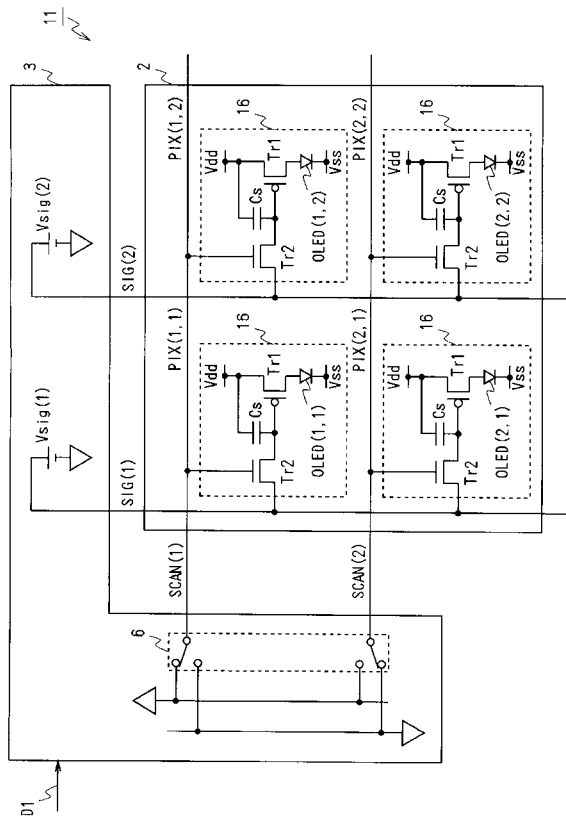 11
3
2
Vsig(1)
Vsig(2)
SIG(1)
SIG(2)
PIX(1,1)
16
Vdd
Cs
Tr1
Tr2
OLED(1,1)
Vss
PIX(1,2)
16
Vdd
Cs
Tr1
Tr2
OLED(1,2)
Vss
SCAN(1)
PIX(2,1)
16
Vdd
Cs
Tr1
Tr2
OLED(2,1)
Vss
PIX(2,2)
16
Vdd
Cs
Tr1
Tr2
OLED(2,2)
Vss
SCAN(2)
6
D1